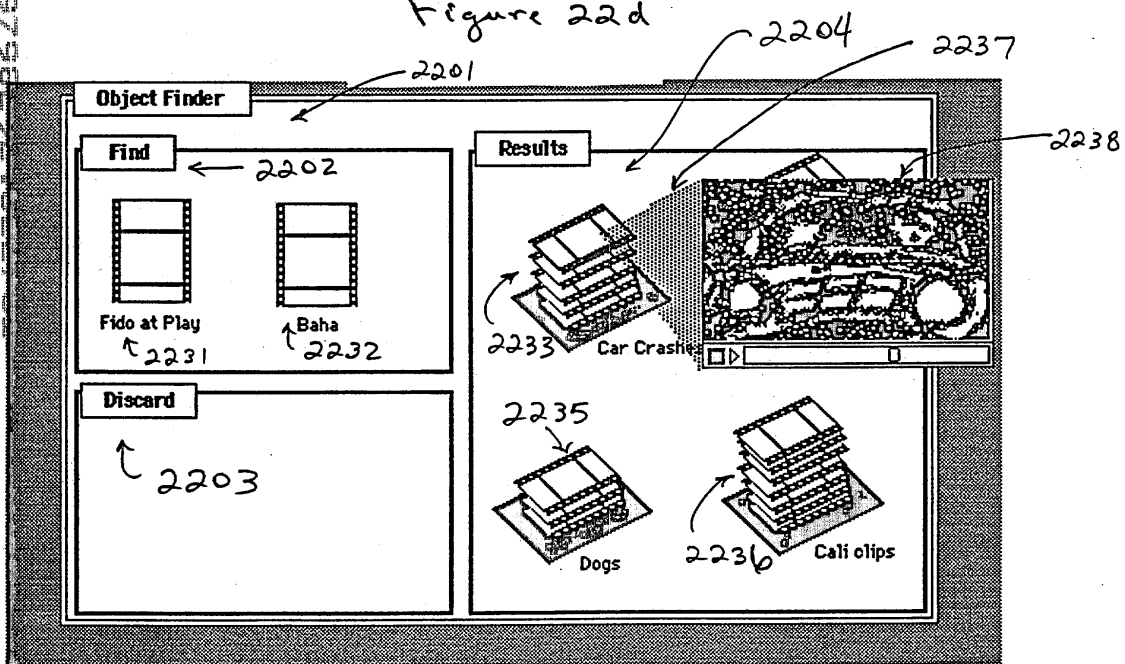 Figure 22d
2204
2237
2201
2238
Object Finder
Find
2202
Results
Fido at Play
Baha
2231
2232
2233
Car Crashes
Discard
2203
2235
2236
Dogs
Cali clips